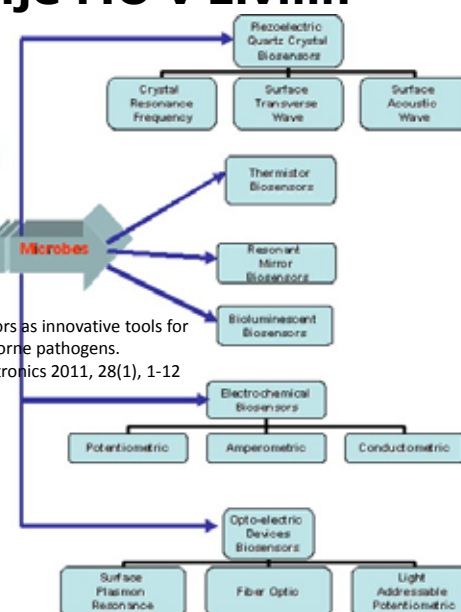 Piezoelectric
Quartz Crystal
Biosensors
Crystal
Resonance
Frequency
Surface
Transverse
Wave
Surface
Acoustic
Wave
Thermistor
Biosensors
Microbes
Resonant
Mirror
Biosensors
Bioluminescent
Biosensors
ors as innovative tools for
orne pathogens.
tronics 2011, 28(1), 1-12
Electrochemical
Biosensors
Potentiometric
Amperometric
Conductometric
Opto-electric
Devices
Biosensors
Surface
Plasmon
Resonance
Fiber Optic
Light
Addressable
Potentiometric